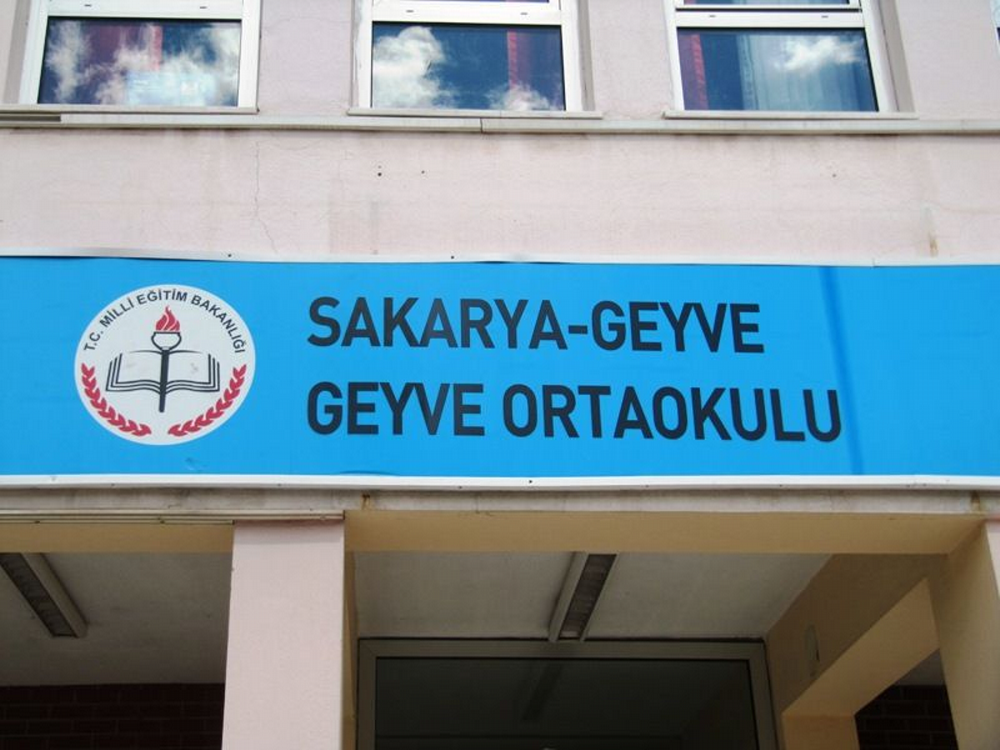 T.C. MİLLİ EĞİTİM BAKANLIĞI
SAKARYA-GEYVE
GEYVE ORTAOKULU